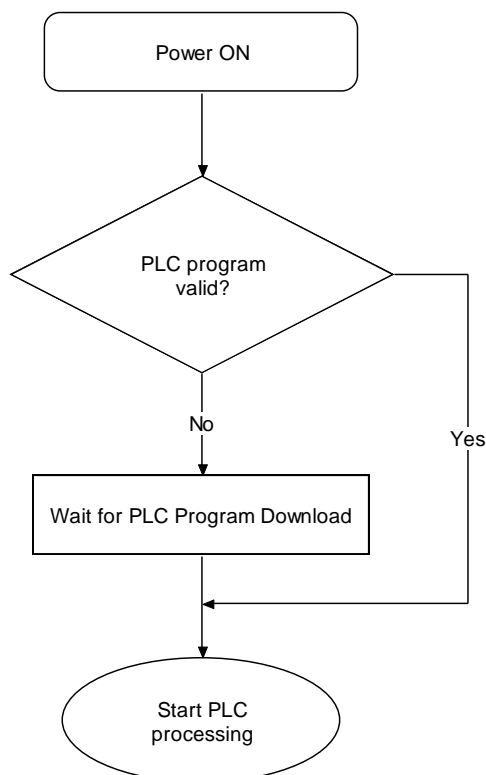 Power ON
PLC program
valid?
No
Yes
Wait for PLC Program Download
Start PLC
processing